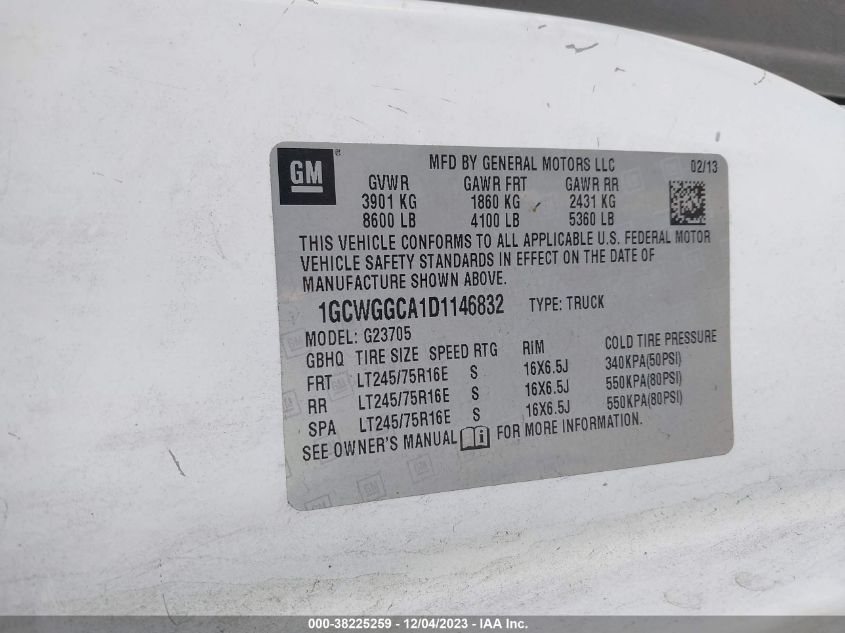 GM
MFD BY GENERAL MOTORS LLC 02/13
GVWR GAWR FRT GAWR RR
3901 KG 1860 KG 2431 KG
8600 LB 4100 LB 5360 LB
THIS VEHICLE CONFORMS TO ALL APPLICABLE U.S. FEDERAL MOTOR
VEHICLE SAFETY STANDARDS IN EFFECT ON THE DATE OF
MANUFACTURE SHOWN ABOVE.
1GCWGGCA1D1146832 TYPE: TRUCK
MODEL: G23705
GBHQ TIRE SIZE SPEED RTG RIM COLD TIRE PRESSURE
FRT LT245/75R16E S 16X6.5J 340KPA(50PSI)
RR LT245/75R16E S 16X6.5J 550KPA(80PSI)
SPA LT245/75R16E S 16X6.5J 550KPA(80PSI)
SEE OWNER'S MANUAL FOR MORE INFORMATION.
000-38225259 - 12/04/2023 - IAA Inc.